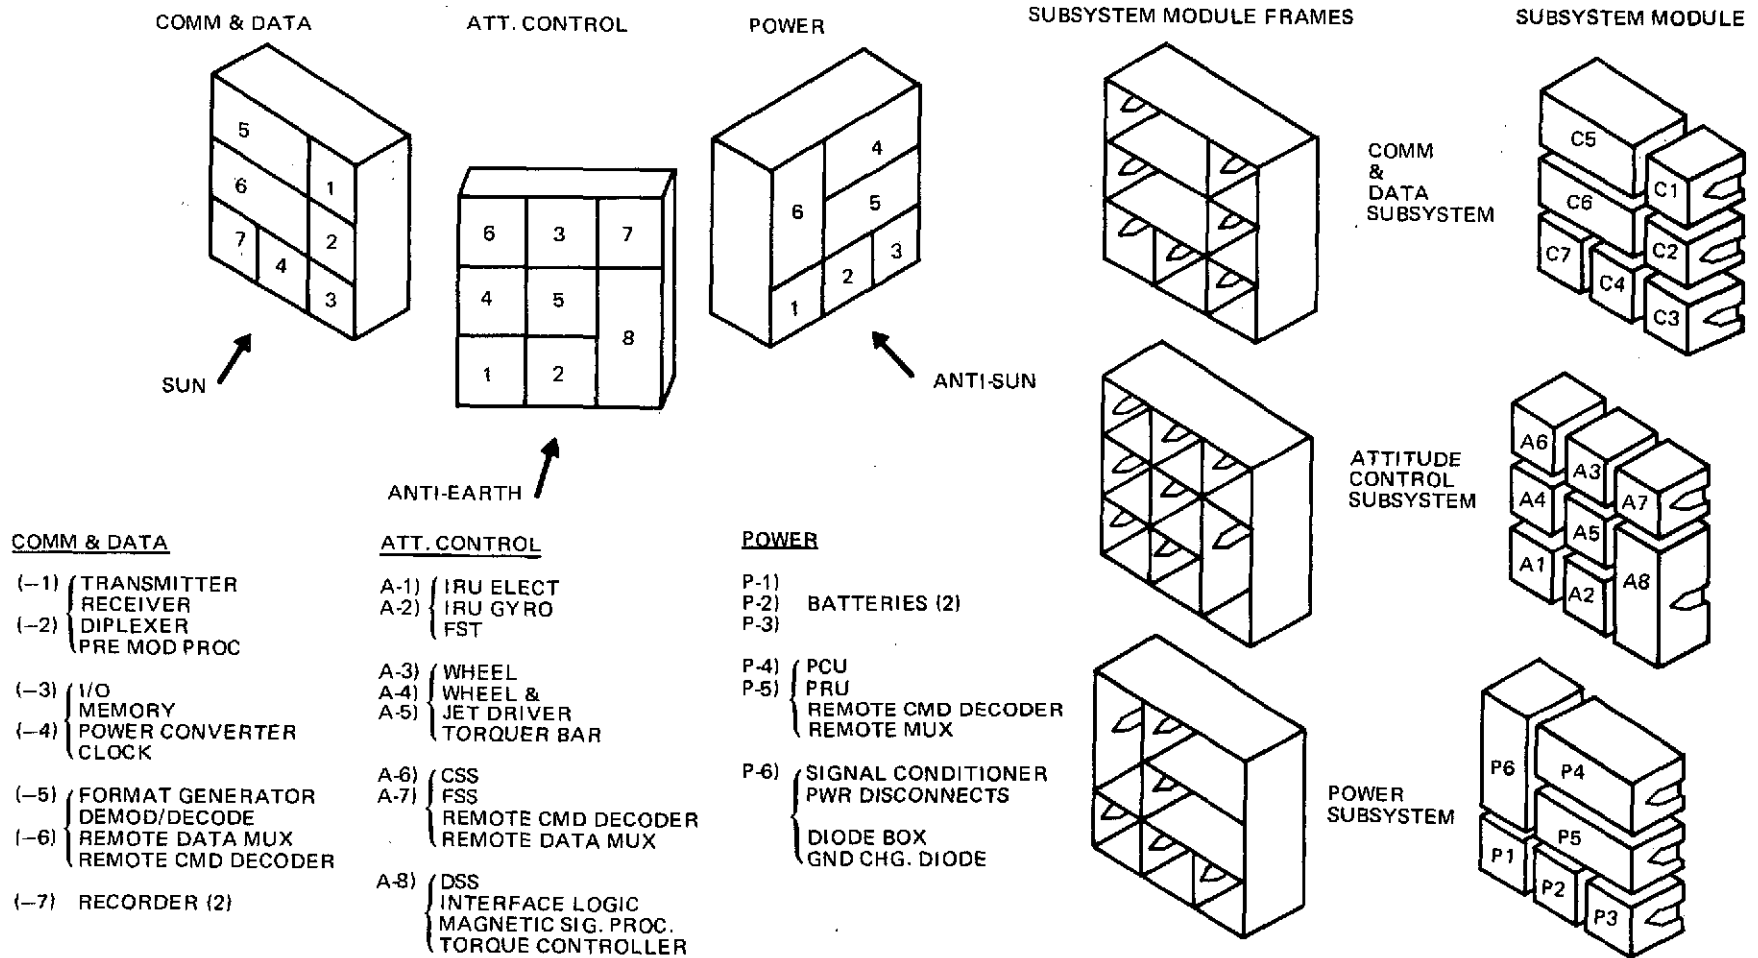 COMM & DATA
ATT. CONTROL
POWER
SUBSYSTEM MODULE FRAMES
SUBSYSTEM MODULE
5
1
6
2
7
4
3
SUN
6
3
7
4
5
8
1
2
ANTI-EARTH
4
6
5
3
2
1
ANTI-SUN
COMM
&
DATA
SUBSYSTEM
C5
C1
C6
C2
C7
C4
C3
ATTITUDE
CONTROL
SUBSYSTEM
A6
A3
A7
A4
A5
A1
A2
A8
POWER
SUBSYSTEM
P6
P4
P5
P1
P2
P3
COMM & DATA
(–1) TRANSMITTER
RECEIVER
(–2) DIPLEXER
PRE MOD PROC
(–3) I/O
MEMORY
(–4) POWER CONVERTER
CLOCK
(–5) FORMAT GENERATOR
DEMOD/DECODE
(–6) REMOTE DATA MUX
REMOTE CMD DECODER
(–7) RECORDER (2)
ATT. CONTROL
A-1) IRU ELECT
A-2) IRU GYRO
FST
A-3) WHEEL
A-4) WHEEL &
A-5) JET DRIVER
TORQUER BAR
A-6) CSS
A-7) FSS
REMOTE CMD DECODER
REMOTE DATA MUX
A-8) DSS
INTERFACE LOGIC
MAGNETIC SIG. PROC.
TORQUE CONTROLLER
POWER
P-1)
P-2) BATTERIES (2)
P-3)
P-4) PCU
P-5) PRU
REMOTE CMD DECODER
REMOTE MUX
P-6) SIGNAL CONDITIONER
PWR DISCONNECTS
DIODE BOX
GND CHG. DIODE